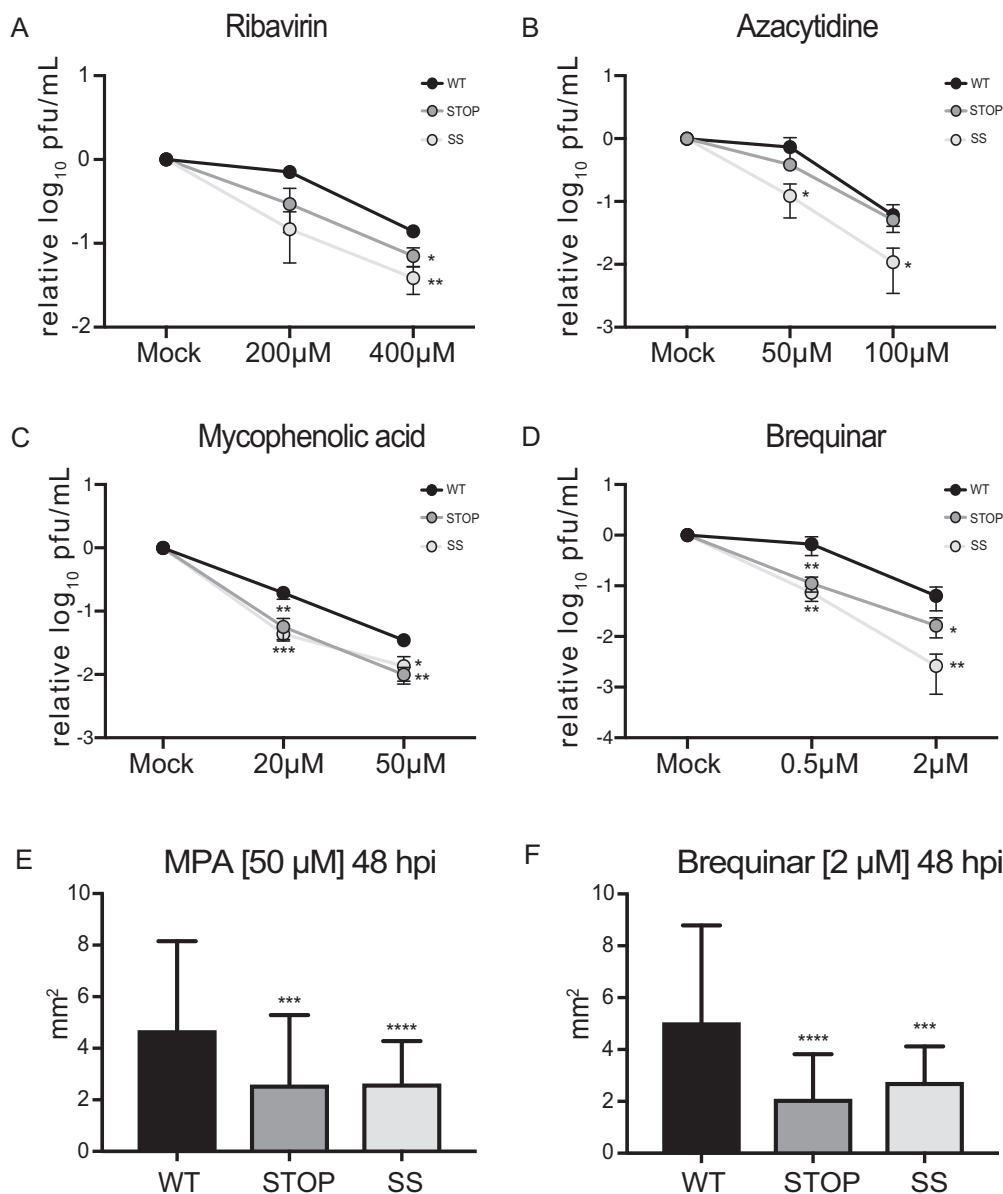 A Ribavirin
relative log10 pfu/mL
1
0
-1
-2
WT
STOP
SS
*
**
Mock 200µM 400µM
B Azacytidine
relative log10 pfu/mL
1
0
-1
-2
-3
WT
STOP
SS
*
*
Mock 50µM 100µM
C Mycophenolic acid
relative log10 pfu/mL
1
0
-1
-2
-3
WT
STOP
SS
**
***
*
**
Mock 20µM 50µM
D Brequinar
relative log10 pfu/mL
1
0
-1
-2
-3
-4
WT
STOP
SS
**
**
*
**
Mock 0.5µM 2µM
E MPA [50 µM] 48 hpi
mm2
10
8
6
4
2
0
***
****
WT STOP SS
F Brequinar [2 µM] 48 hpi
mm2
10
8
6
4
2
0
****
***
WT STOP SS